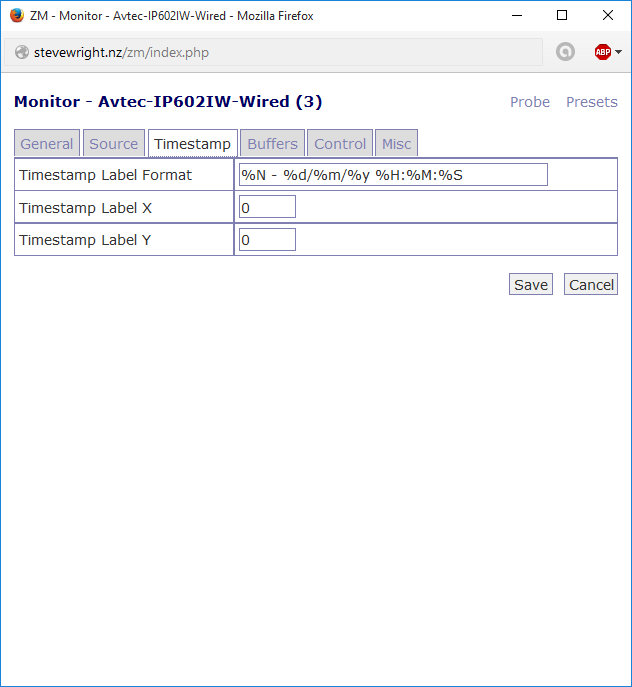 ZM - Monitor - Avtec-IP602IW-Wired - Mozilla Firefox
stevewright.nz/zm/index.php
ABP
Monitor - Avtec-IP602IW-Wired (3)
Probe Presets
General Source Timestamp Buffers Control Misc
Timestamp Label Format %N - %d/%m/%y %H:%M:%S
Timestamp Label X 0
Timestamp Label Y 0
Save Cancel